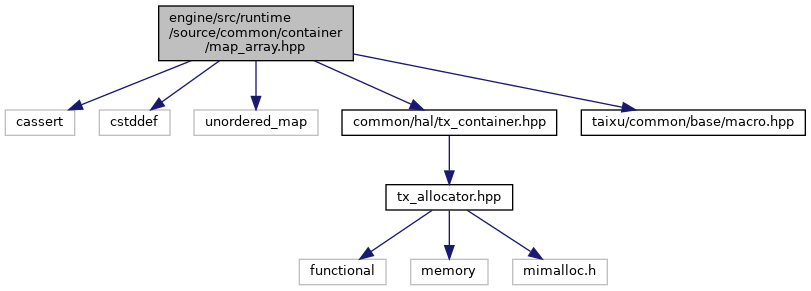 engine/src/runtime
/source/common/container
/map_array.hpp
cassert
cstddef
unordered_map
common/hal/tx_container.hpp
taixu/common/base/macro.hpp
tx_allocator.hpp
functional
memory
mimalloc.h